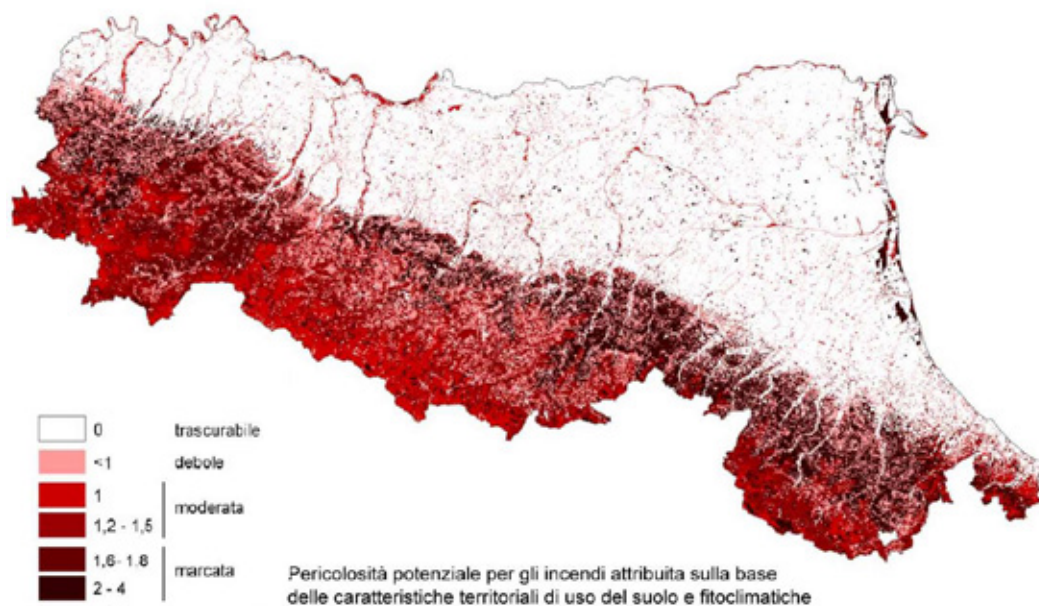 0 trascurabile
<1 debole
1
moderata
1,2 - 1,5
1,6- 1.8
marcata
2 - 4
Pericolosità potenziale per gli incendi attribuita sulla base
delle caratteristiche territoriali di uso del suolo e fitoclimatiche